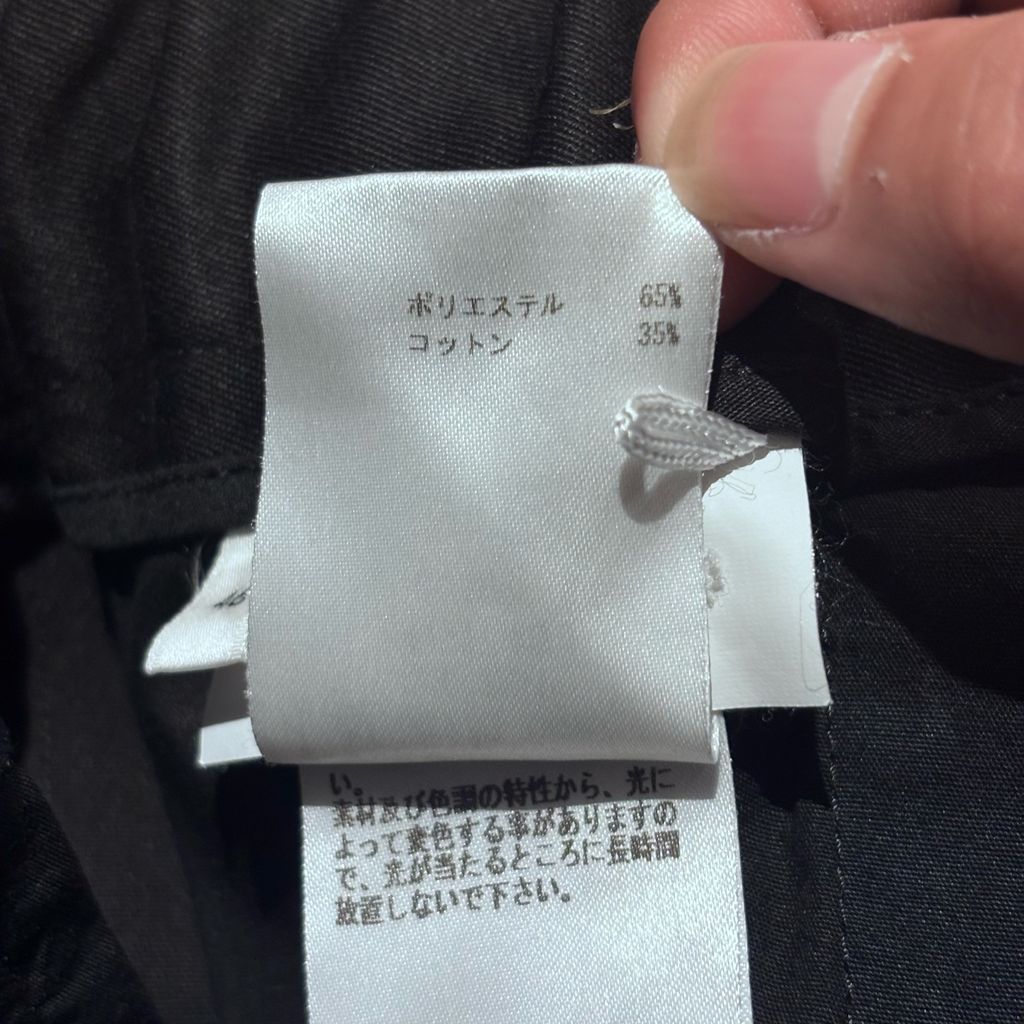 ポリエステル 65%
コットン 35%
い。
素材及び色調の特性から、光に
よって変色する事がありますの
で、光が当たるところに長時間
放置しないで下さい。